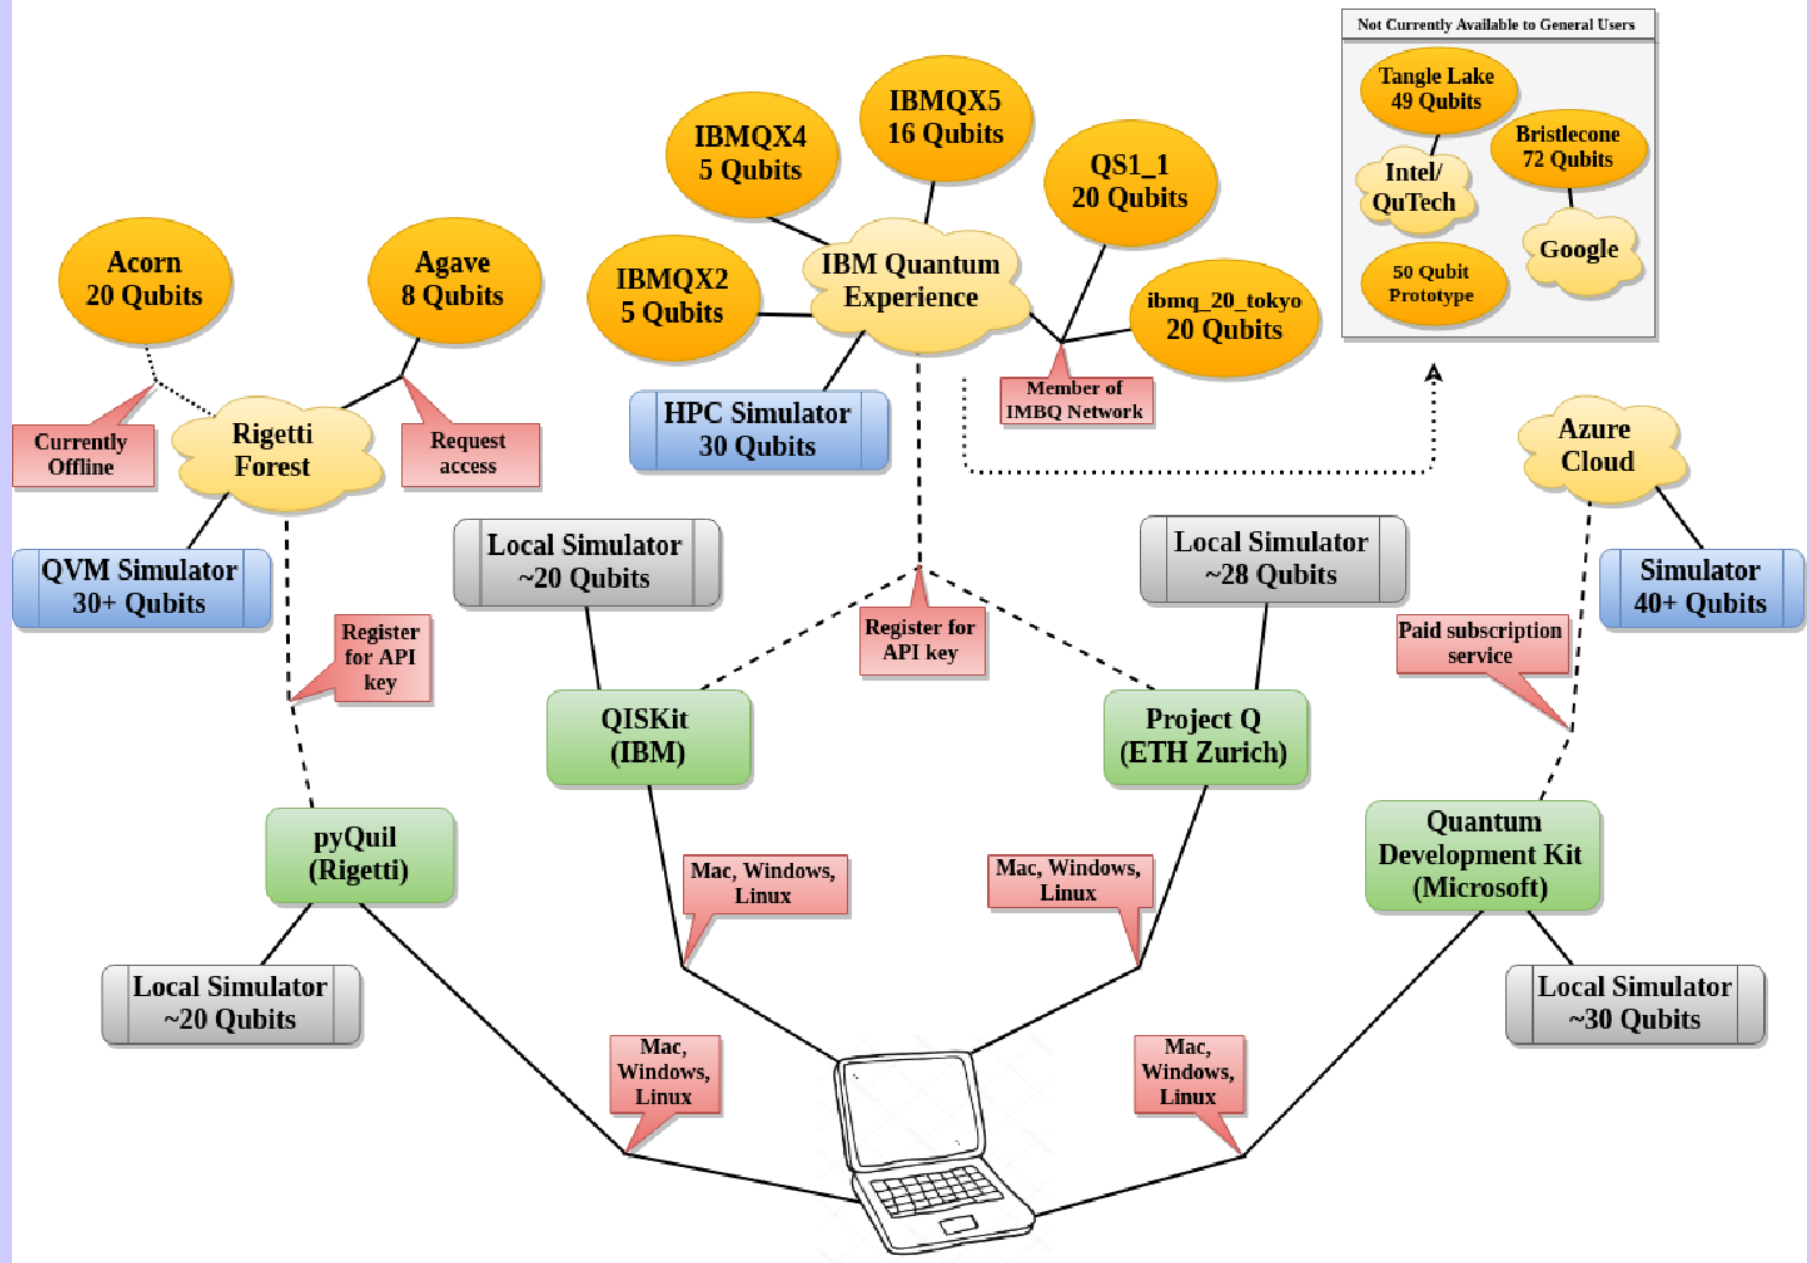 Not Currently Available to General Users
Tangle Lake
49 Qubits
Bristlecone
72 Qubits
Intel/
QuTech
Google
50 Qubit
Prototype
IBMQX5
16 Qubits
IBMQX4
5 Qubits
QS1_1
20 Qubits
IBMQX2
5 Qubits
IBM Quantum
Experience
ibmq_20_tokyo
20 Qubits
Acorn
20 Qubits
Agave
8 Qubits
Member of
IMBQ Network
HPC Simulator
30 Qubits
Currently
Offline
Rigetti
Forest
Request
access
Azure
Cloud
QVM Simulator
30+ Qubits
Local Simulator
~20 Qubits
Local Simulator
~28 Qubits
Simulator
40+ Qubits
Register
for API
key
Register for
API key
Paid subscription
service
QISKit
(IBM)
Project Q
(ETH Zurich)
pyQuil
(Rigetti)
Mac, Windows,
Linux
Mac, Windows,
Linux
Quantum
Development Kit
(Microsoft)
Local Simulator
~20 Qubits
Local Simulator
~30 Qubits
Mac,
Windows,
Linux
Mac,
Windows,
Linux